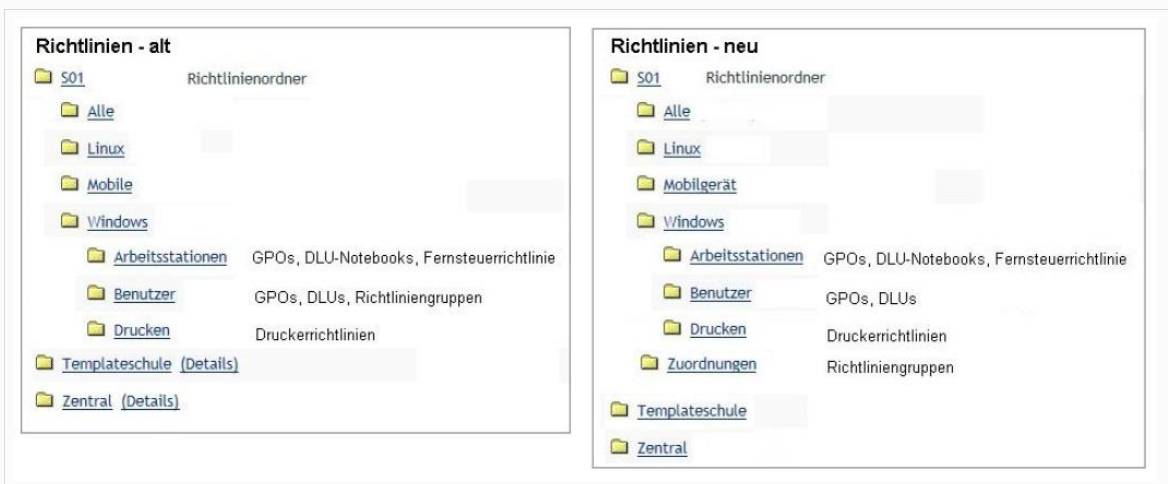 Richtlinien - alt
S01 Richtlinienordner
Alle
Linux
Mobile
Windows
Arbeitsstationen GPOs, DLU-Notebooks, Fernsteuerrichtlinie
Benutzer GPOs, DLUs, Richtliniengruppen
Drucken Druckerrichtlinien
Templateschule (Details)
Zentral (Details)
Richtlinien - neu
S01 Richtlinienordner
Alle
Linux
Mobilgerät
Windows
Arbeitsstationen GPOs, DLU-Notebooks, Fernsteuerrichtlinie
Benutzer GPOs, DLUs
Drucken Druckerrichtlinien
Zuordnungen Richtliniengruppen
Templateschule
Zentral